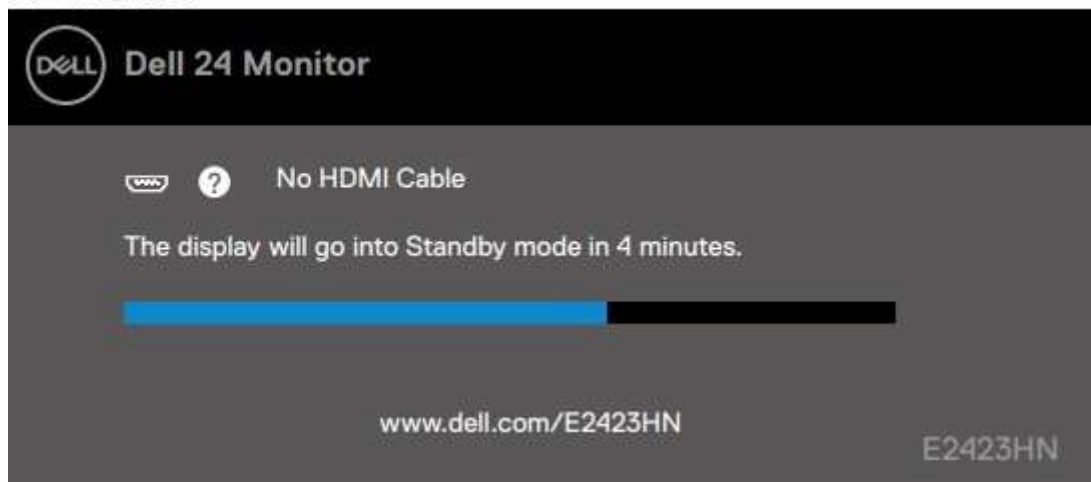 DELL Dell 24 Monitor
? No HDMI Cable
The display will go into Standby mode in 4 minutes.
www.dell.com/E2423HN
E2423HN